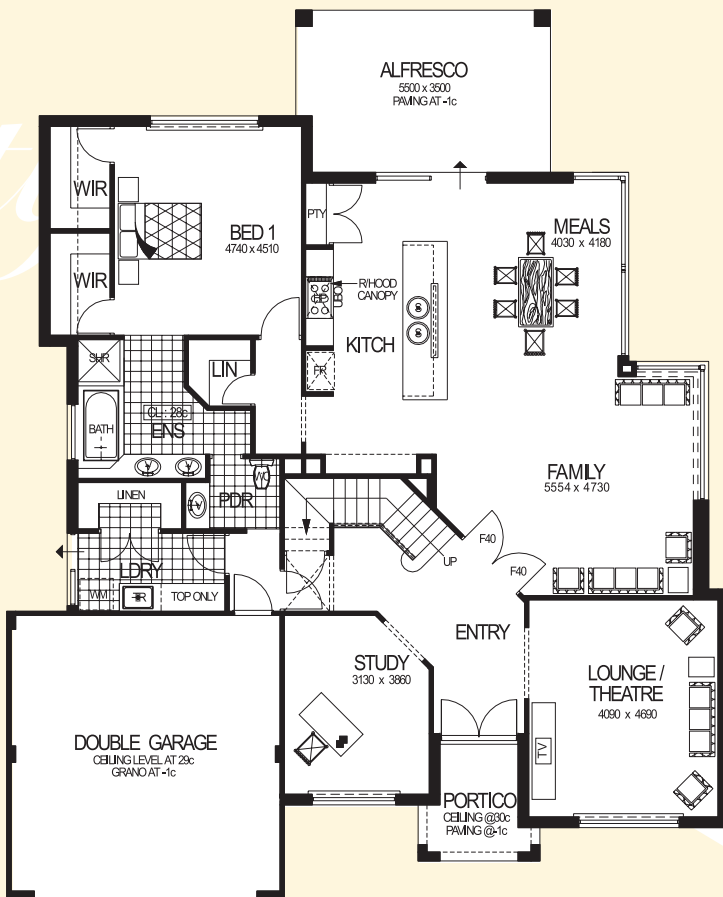 ALFRESCO
5500 x 3500
PAVING AT -1c
WIR
BED 1
4740 x 4510
WIR
PTY
R/HOOD
CANOPY
HP
UBO
KITCH
FR
MEALS
4030 x 4180
SHR
LIN
CL : 28c
BATH
ENS
FAMILY
5554 x 4730
WC
PDR
LINEN
LDRY
WM
TR
TOP ONLY
UP
F40
F40
ENTRY
STUDY
3130 x 3860
LOUNGE /
THEATRE
4090 x 4690
TV
DOUBLE GARAGE
CEILING LEVEL AT 29c
GRANO AT -1c
PORTICO
CEILING @30c
PAVING @-1c